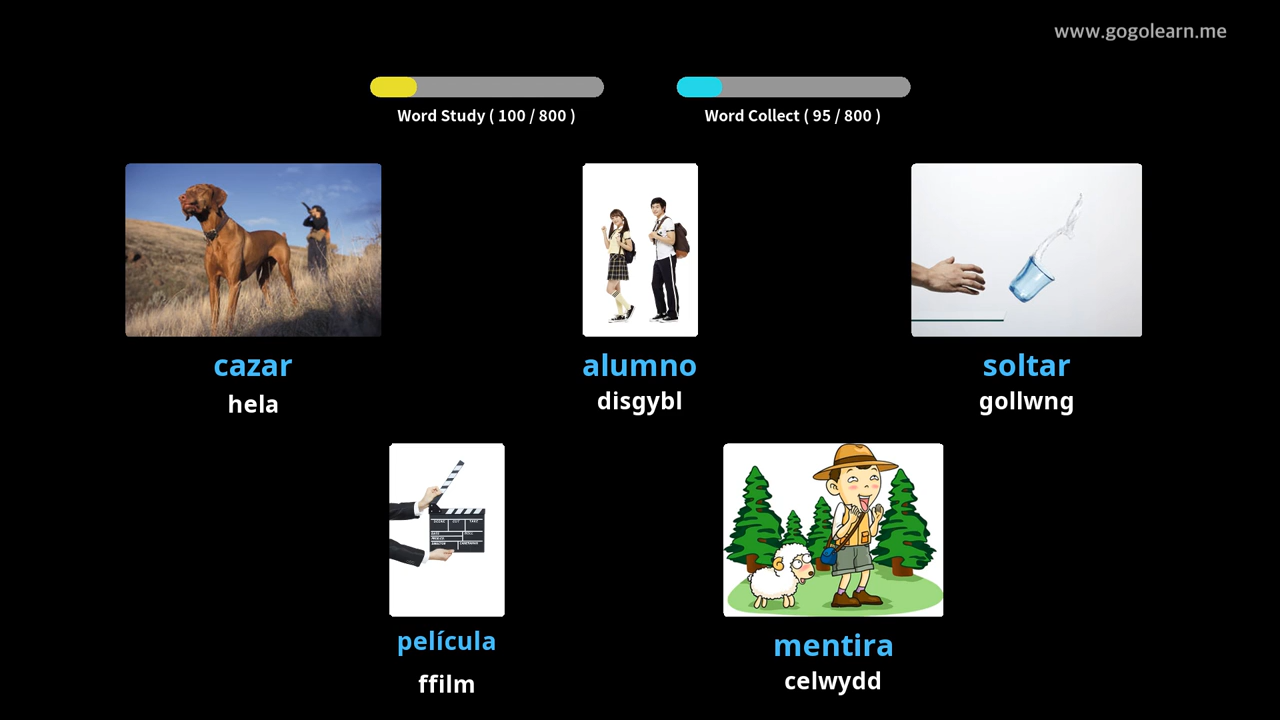 www.gogolearn.me
Word Study ( 100 / 800 )
Word Collect ( 95 / 800 )
cazar
hela
alumno
disgybl
soltar
gollwng
película
ffilm
mentira
celwydd